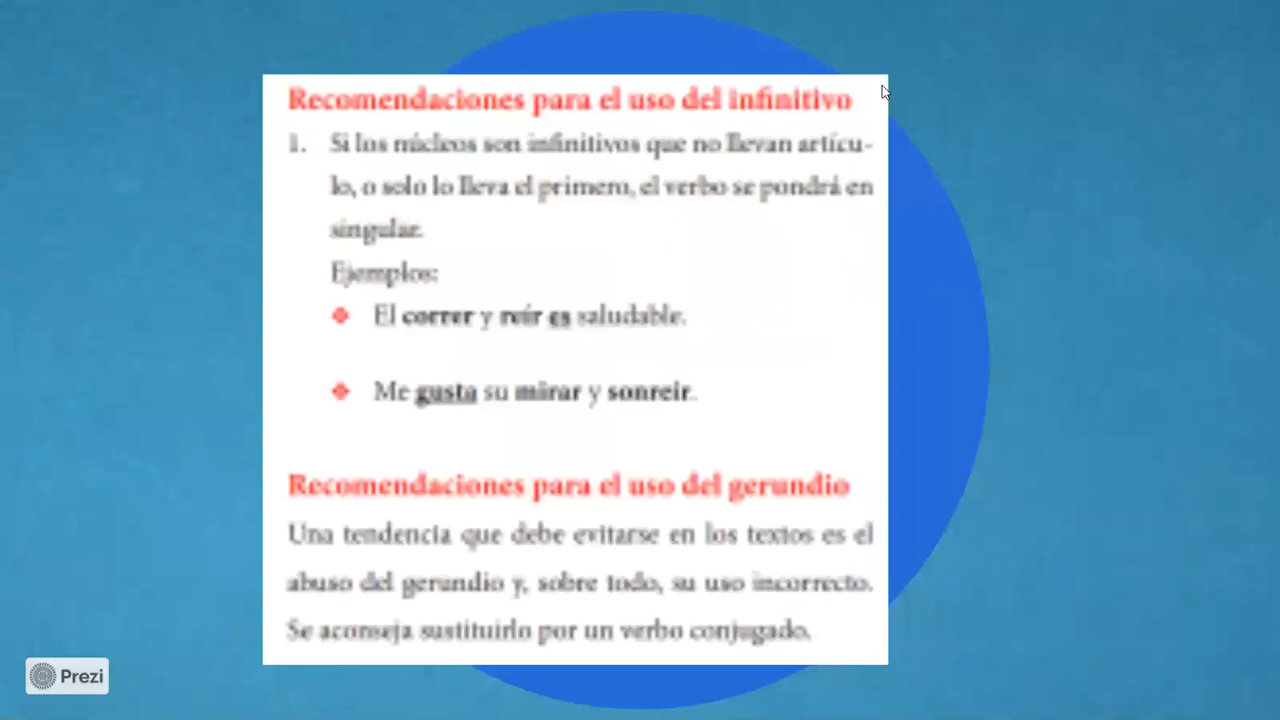 Recomendaciones para el uso del infinitivo
1. Si los núcleos son infinitivos que no llevan artícu-
lo, o solo lo lleva el primero, el verbo se pondrá en
singular.
Ejemplos:
❖ El correr y reír es saludable.
❖ Me gusta su mirar y sonreír.
Recomendaciones para el uso del gerundio
Una tendencia que debe evitarse en los textos es el
abuso del gerundio y, sobre todo, su uso incorrecto.
Se aconseja sustituirlo por un verbo conjugado.
Prezi